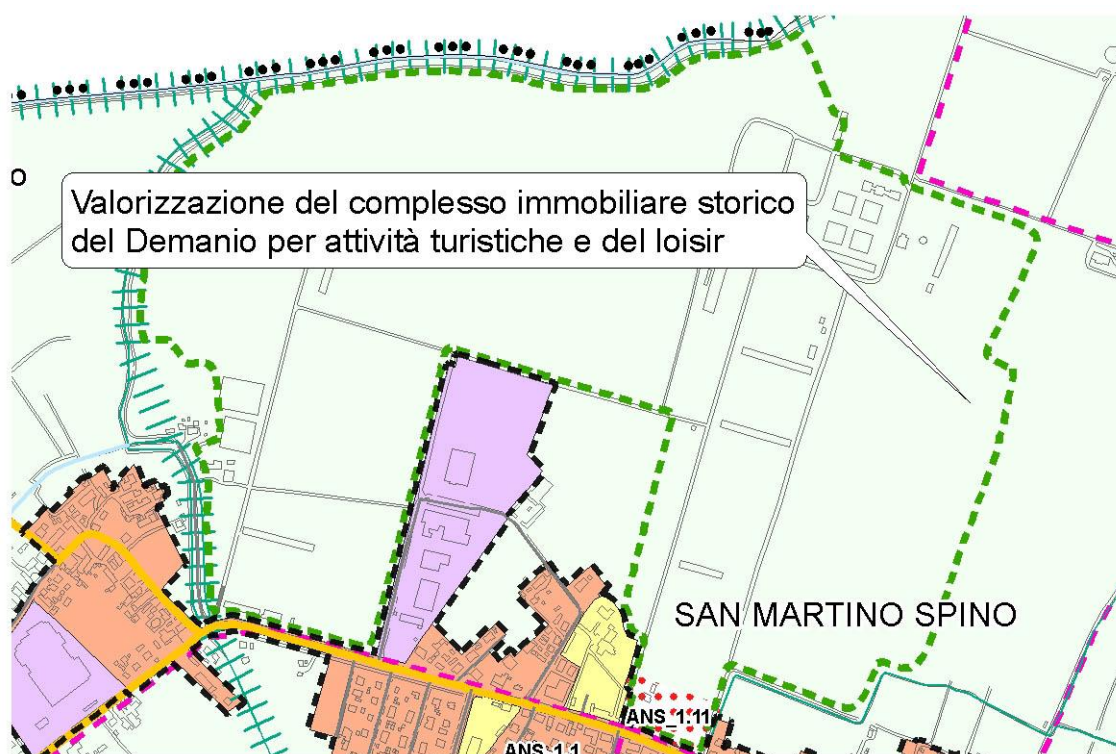 O
Valorizzazione del complesso immobiliare storico
del Demanio per attività turistiche e del loisir
SAN MARTINO SPINO
ANS_1.11
ANS_1.1